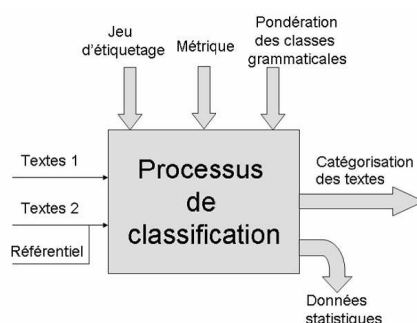 Jeu
d'étiquetage
Métrique
Pondération
des classes
grammaticales
Textes 1
Textes 2
Référentiel
Processus
de
classification
Catégorisation
des textes
Données
statistiques